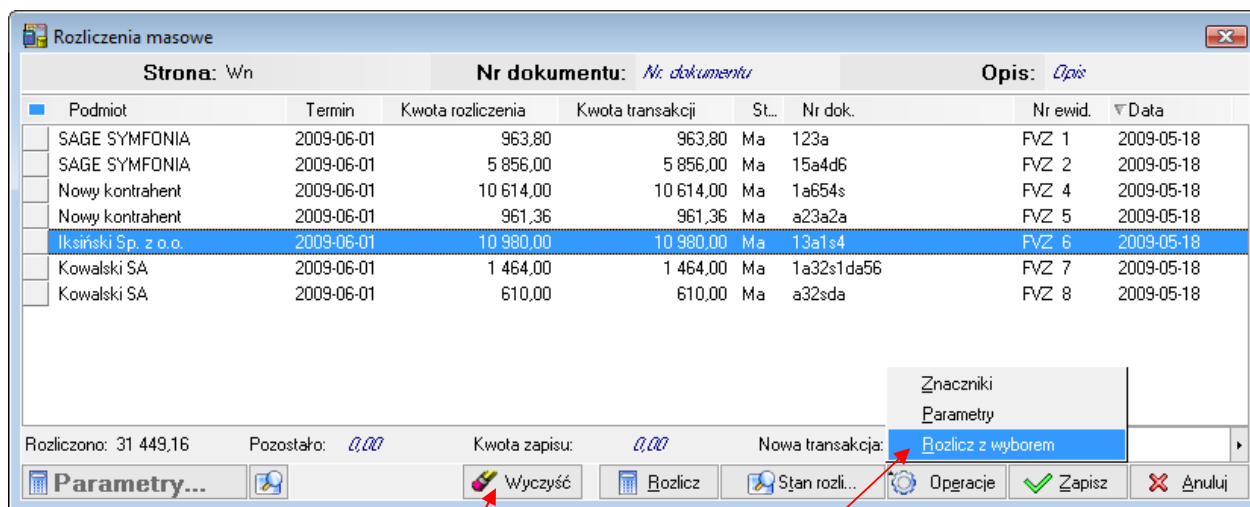 Rozliczenia masowe
Strona: Wn Nr dokumentu: Nr. dokumentu Opis: Opis
Podmiot Termin Kwota rozliczenia Kwota transakcji St... Nr dok. Nr ewid. Data
SAGE SYMFONIA 2009-06-01 963,80 963,80 Ma 123a FVZ 1 2009-05-18
SAGE SYMFONIA 2009-06-01 5 856,00 5 856,00 Ma 15a4d6 FVZ 2 2009-05-18
Nowy kontrahent 2009-06-01 10 614,00 10 614,00 Ma 1a654s FVZ 4 2009-05-18
Nowy kontrahent 2009-06-01 961,36 961,36 Ma a23a2a FVZ 5 2009-05-18
Iksiński Sp. z o.o. 2009-06-01 10 980,00 10 980,00 Ma 13a1s4 FVZ 6 2009-05-18
Kowalski SA 2009-06-01 1 464,00 1 464,00 Ma 1a32s1da56 FVZ 7 2009-05-18
Kowalski SA 2009-06-01 610,00 610,00 Ma a32sda FVZ 8 2009-05-18
Znaczniki
Parametry
Rozlicz z wyborem
Rozliczono: 31 449,16 Pozostało: 0,00 Kwota zapisu: 0,00 Nowa transakcja:
Parametry... Wyczyść Rozlicz Stan rozli... Operacje Zapisz Anuluj